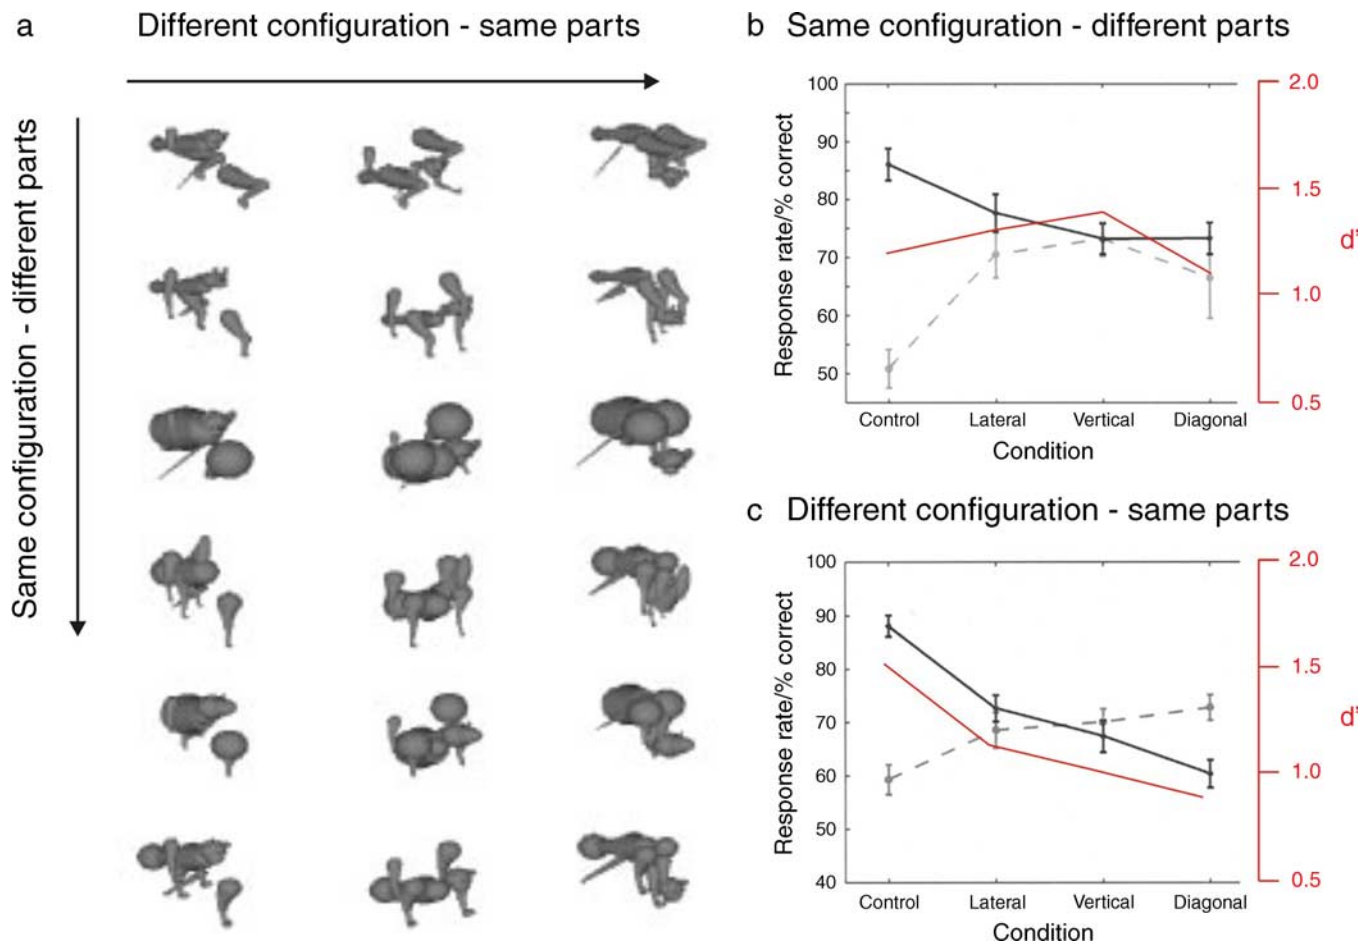 a Different configuration - same parts
Same configuration - different parts
b Same configuration - different parts
100
90
80
70
60
50
Response rate/% correct
2.0
1.5
1.0
0.5
d’
Control Lateral Vertical Diagonal
Condition
c Different configuration - same parts
100
90
80
70
60
50
40
Response rate/% correct
2.0
1.5
1.0
0.5
d’
Control Lateral Vertical Diagonal
Condition